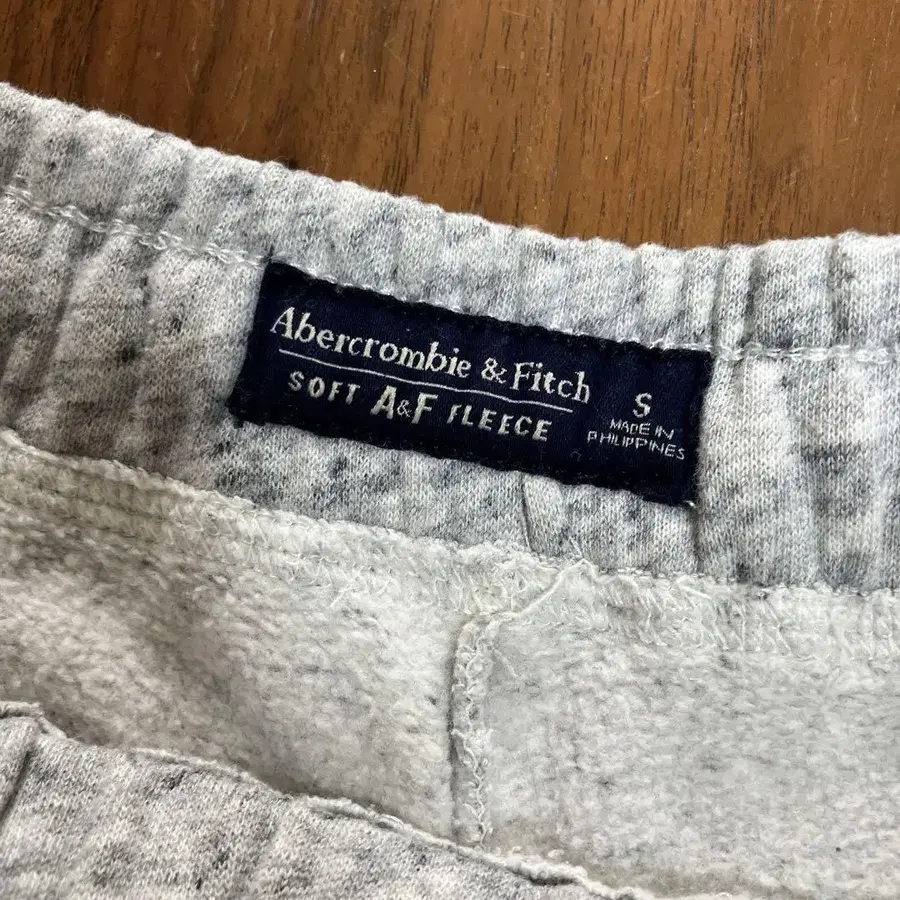 Abercrombie & Fitch
SOFT A&F FLEECE
S
MADE IN
PHILIPPINES